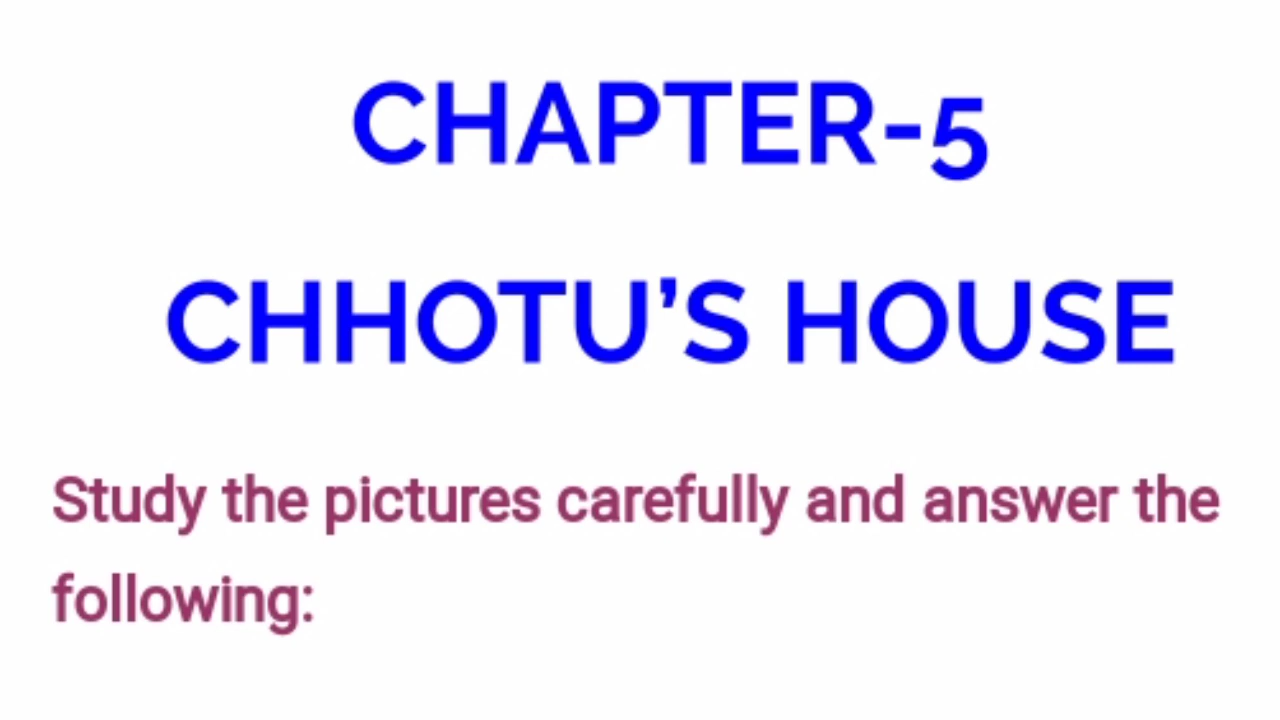 CHAPTER-5
CHHOTU’S HOUSE
Study the pictures carefully and answer the
following: